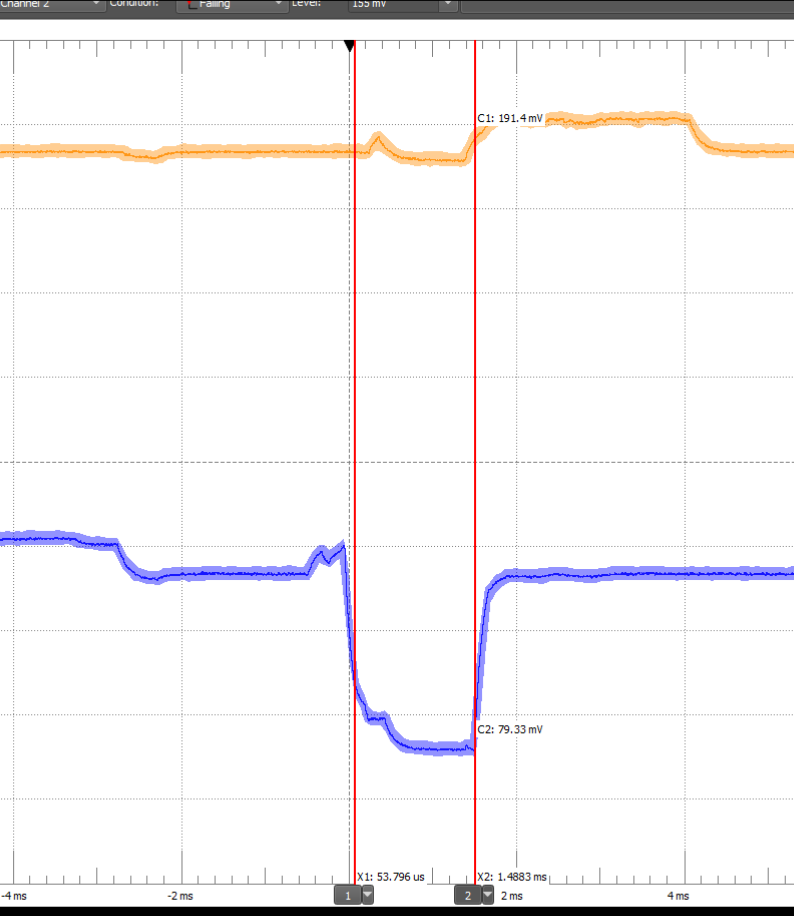 Channel 2 Condition: Falling Level: 155 mV
C1: 191.4 mV
C2: 79.33 mV
X1: 53.796 us X2: 1.4883 ms
-4 ms -2 ms 1 2 2 ms 4 ms